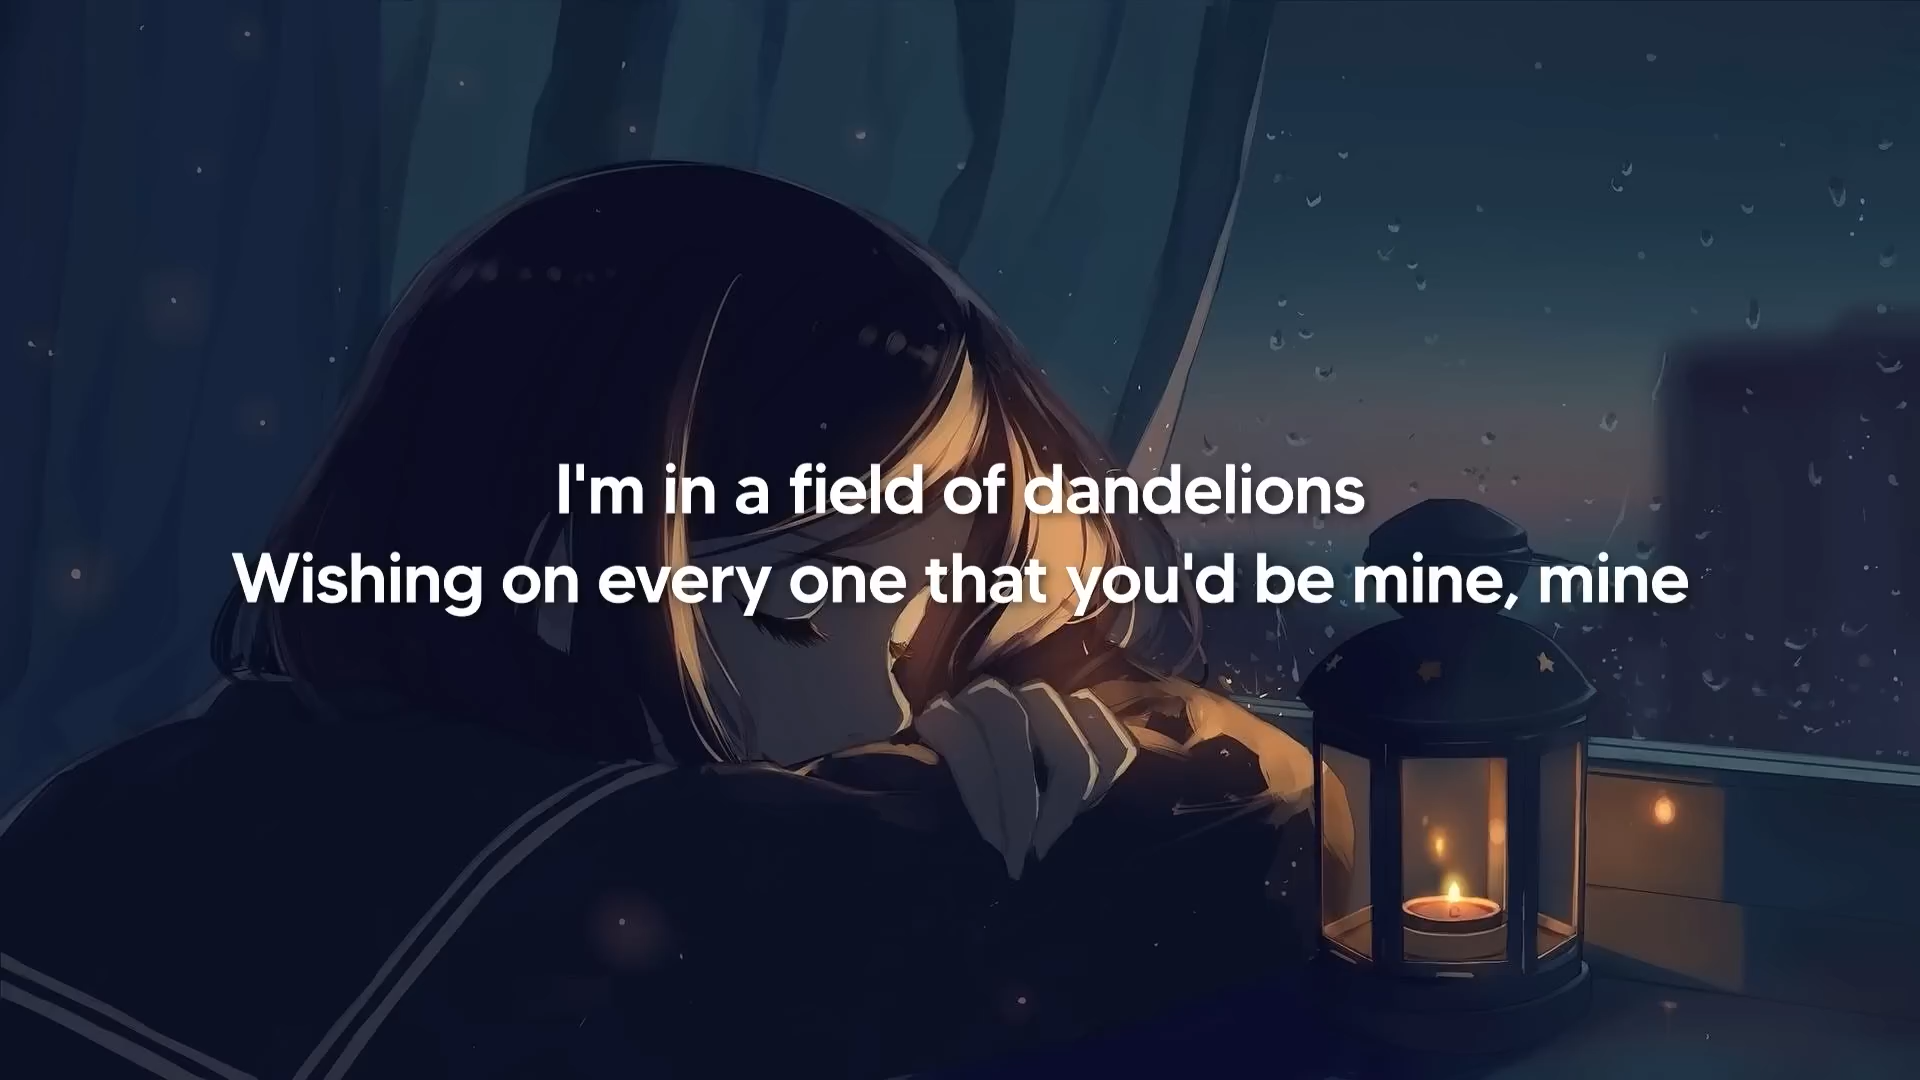 I'm in a field of dandelions
Wishing on every one that you'd be mine, mine